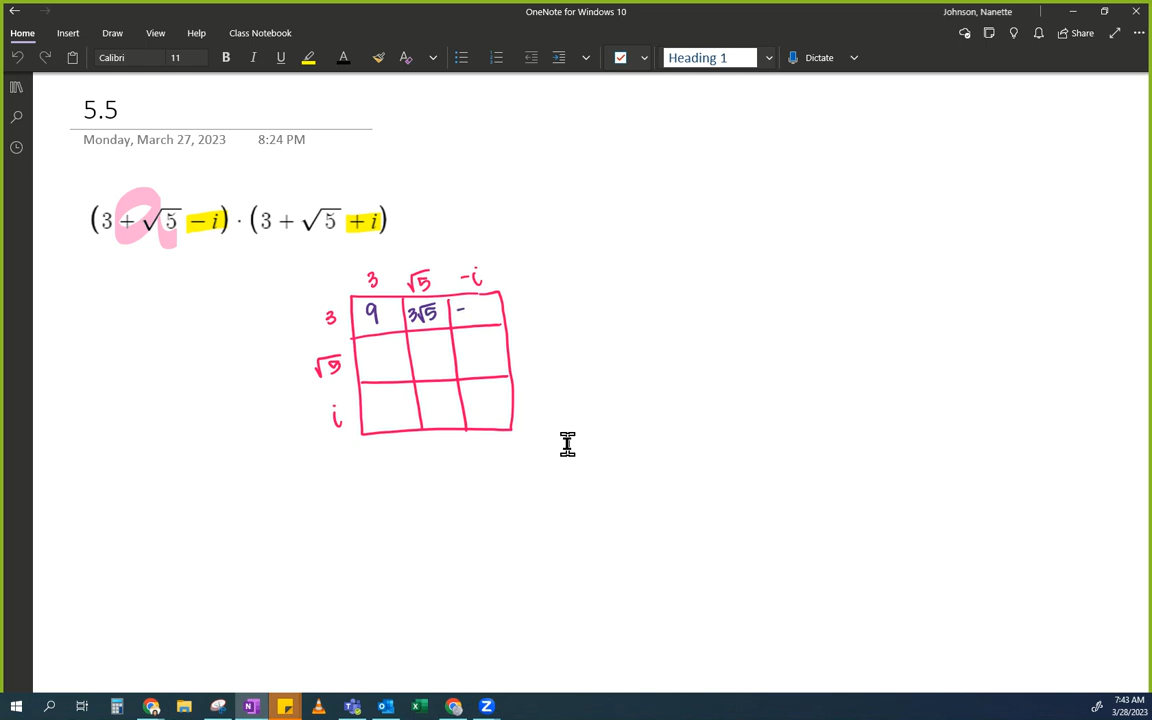 OneNote for Windows 10
Johnson, Nanette
Home Insert Draw View Help Class Notebook
Share
Calibri 11 B I U A A Heading 1 Dictate
5.5
Monday, March 27, 2023 8:24 PM
(3 + √5 − i) · (3 + √5 + i)
3 √5 -i
3 9 3√5 -
√5
i
7:43 AM
3/28/2023